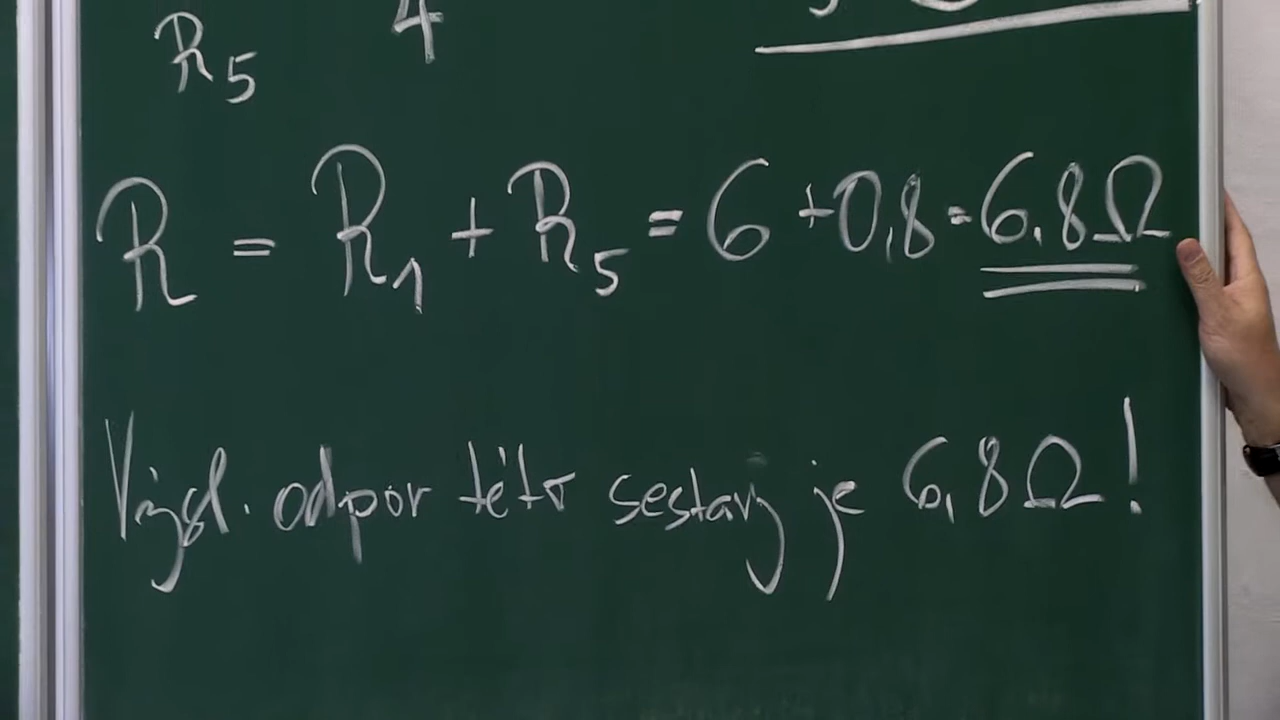 R₅ 4
R = R₁ + R₅ = 6 + 0,8 = 6,8 Ω
Výsl. odpor této sestavy je 6,8 Ω !